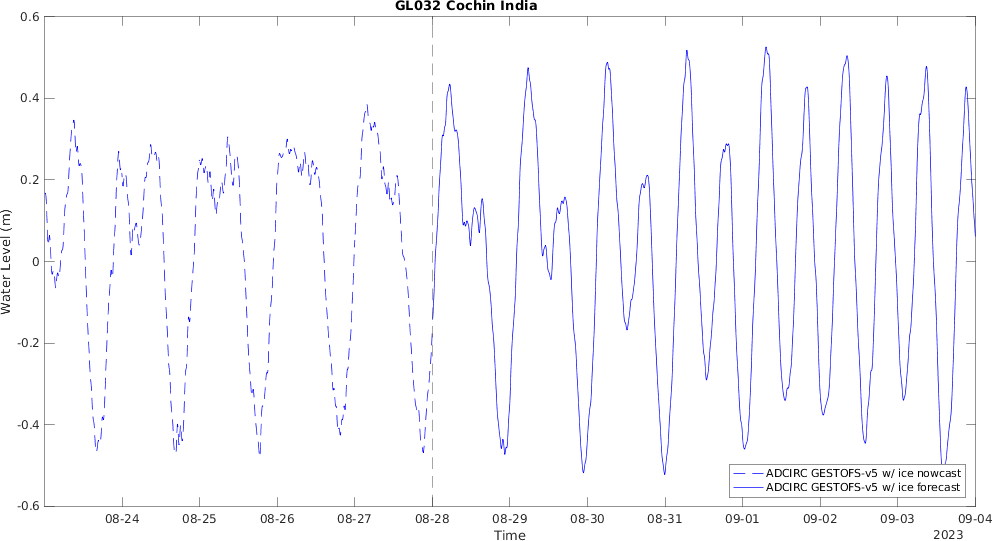 GL032 Cochin India
0.6
0.4
0.2
0
-0.2
-0.4
-0.6
Water Level (m)
08-24 08-25 08-26 08-27 08-28 08-29 08-30 08-31 09-01 09-02 09-03 09-04
Time
2023
ADCIRC GESTOFS-v5 w/ ice nowcast
ADCIRC GESTOFS-v5 w/ ice forecast